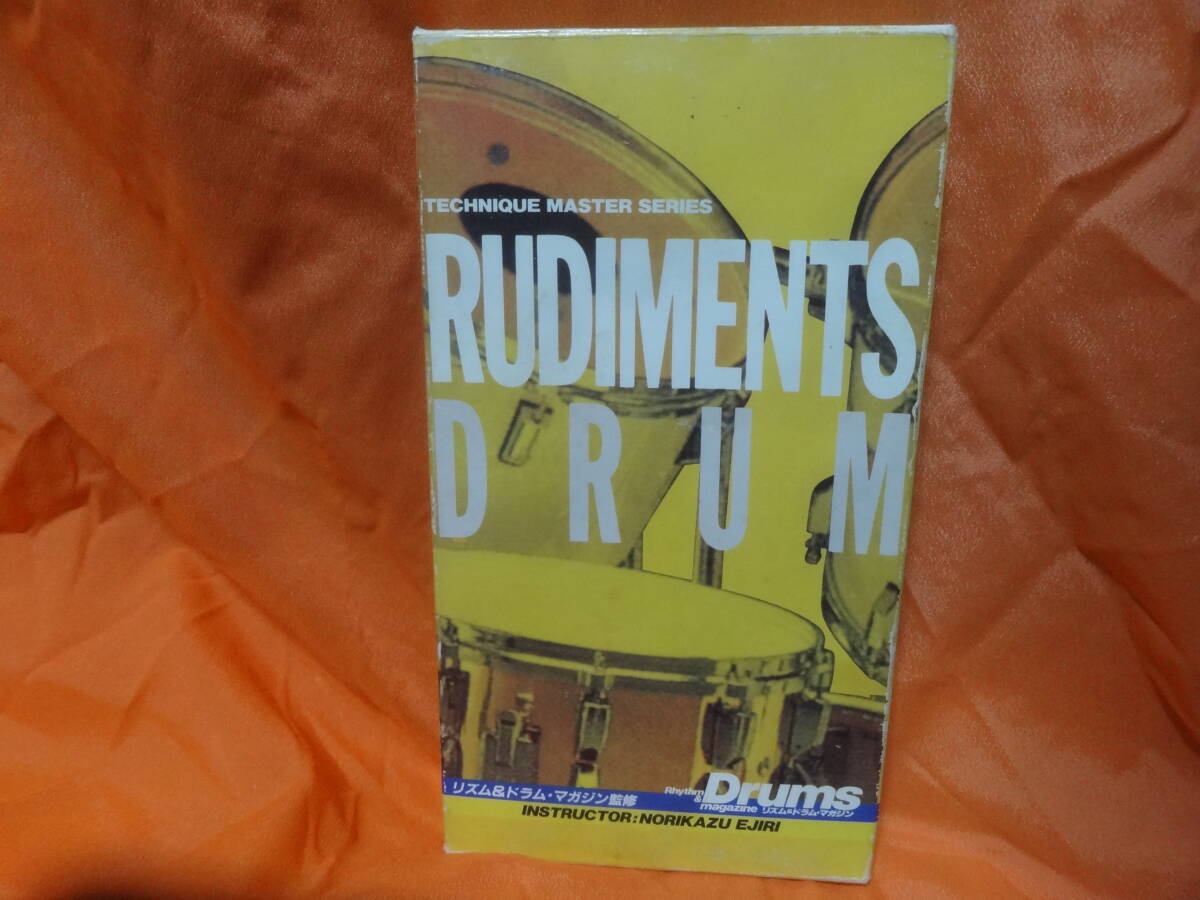 TECHNIQUE MASTER SERIES
RUDIMENTS
DRUM
リズム&ドラム・マガジン監修
Rhythm & Drums magazine
リズム&ドラム・マガジン
INSTRUCTOR:NORIKAZU EJIRI